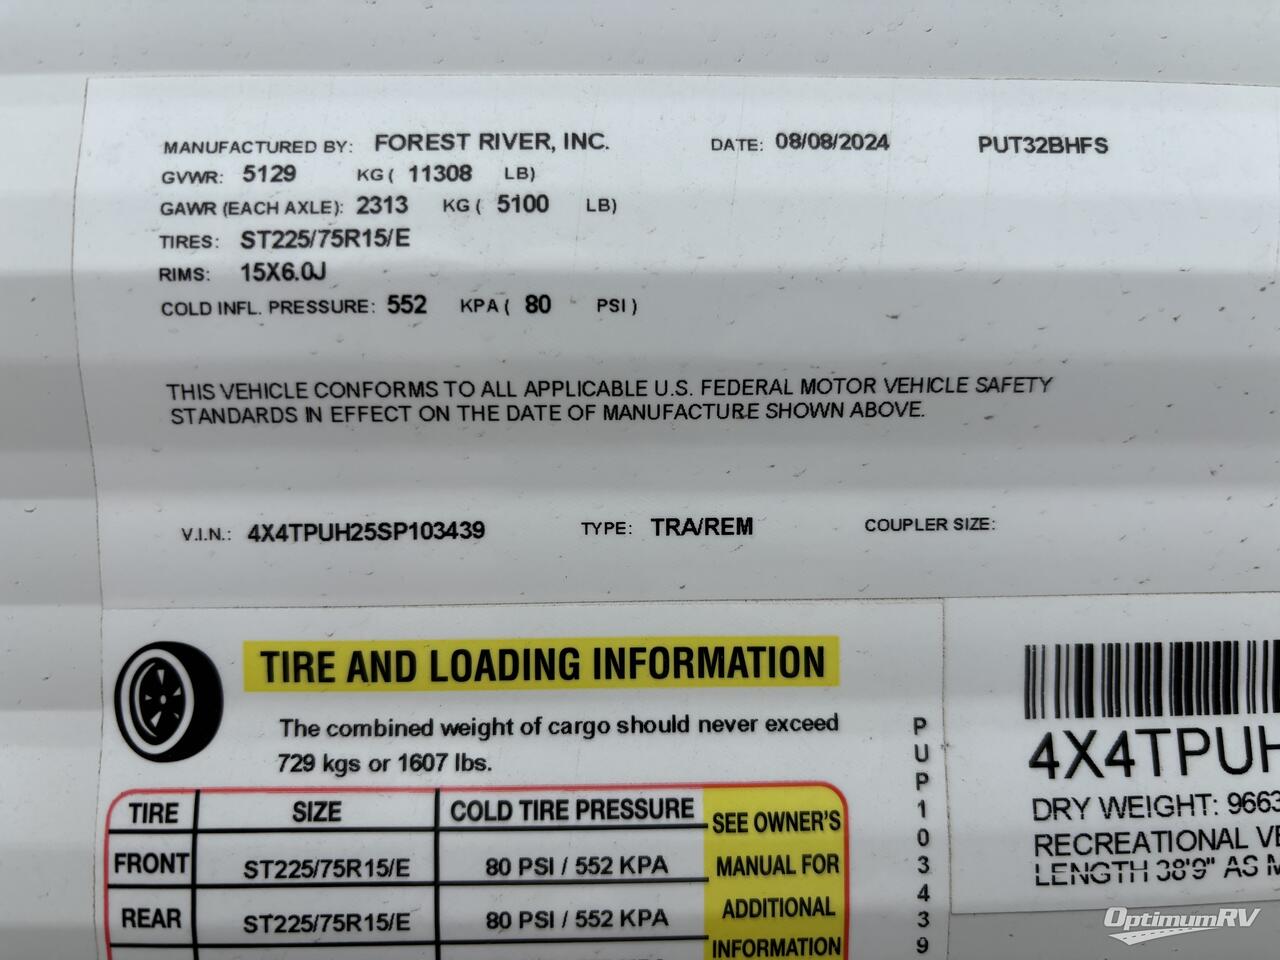 MANUFACTURED BY: FOREST RIVER, INC. DATE: 08/08/2024 PUT32BHFS
GVWR: 5129 KG ( 11308 LB)
GAWR (EACH AXLE): 2313 KG ( 5100 LB)
TIRES: ST225/75R15/E
RIMS: 15X6.0J
COLD INFL. PRESSURE: 552 KPA ( 80 PSI )
THIS VEHICLE CONFORMS TO ALL APPLICABLE U.S. FEDERAL MOTOR VEHICLE SAFETY
STANDARDS IN EFFECT ON THE DATE OF MANUFACTURE SHOWN ABOVE.
V.I.N.: 4X4TPUH25SP103439 TYPE: TRA/REM COUPLER SIZE:
TIRE AND LOADING INFORMATION
The combined weight of cargo should never exceed
729 kgs or 1607 lbs.
TIRE SIZE COLD TIRE PRESSURE
FRONT ST225/75R15/E 80 PSI / 552 KPA
REAR ST225/75R15/E 80 PSI / 552 KPA
SEE OWNER'S
MANUAL FOR
ADDITIONAL
INFORMATION
PUP103439
4X4TPUH
DRY WEIGHT: 9663
RECREATIONAL VE
LENGTH 38'9" AS M
OptimumRV